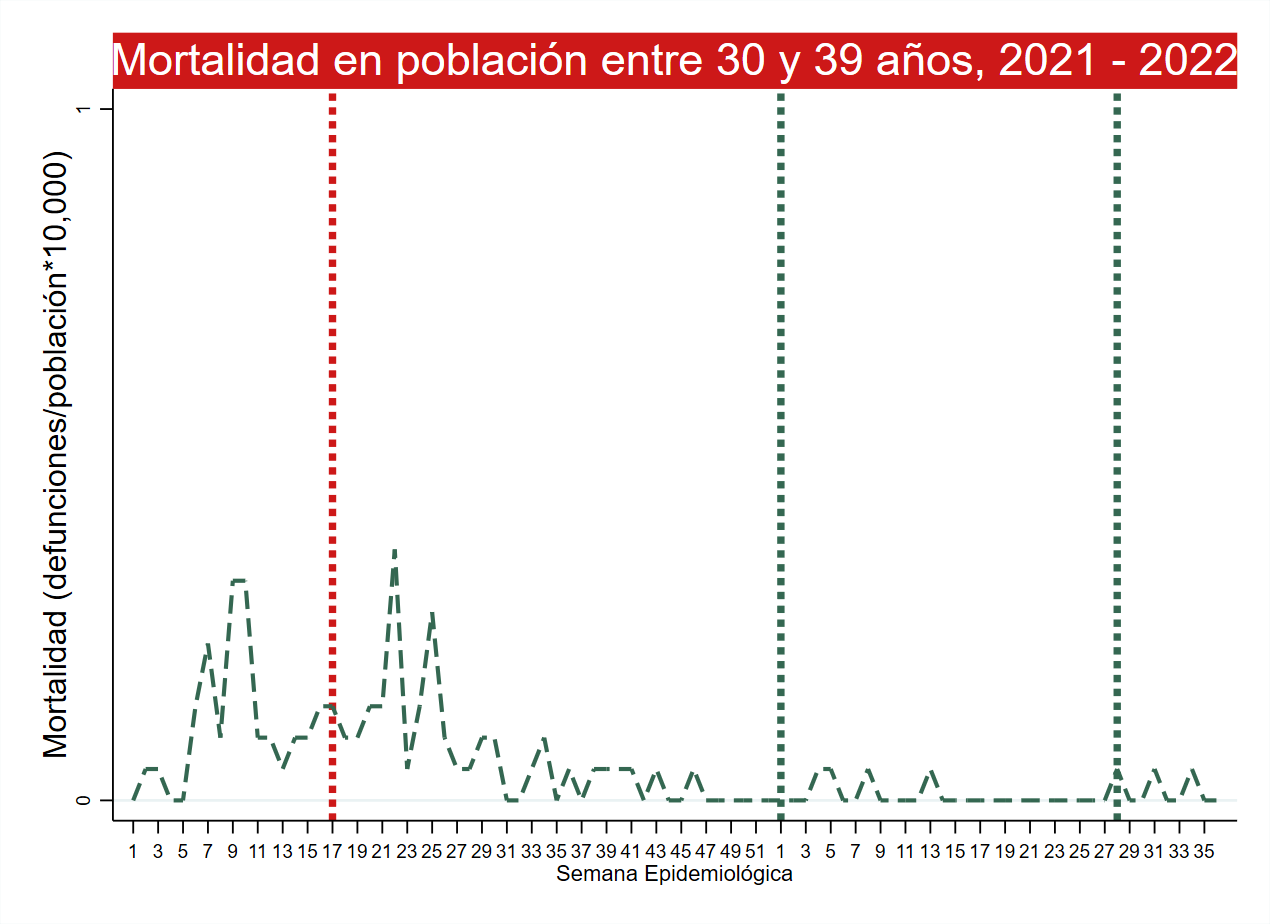 Mortalidad en población entre 30 y 39 años, 2021 - 2022
Mortalidad (defunciones/población*10,000)
1
0
1 3 5 7 9 11 13 15 17 19 21 23 25 27 29 31 33 35 37 39 41 43 45 47 49 51 1 3 5 7 9 11 13 15 17 19 21 23 25 27 29 31 33 35
Semana Epidemiológica